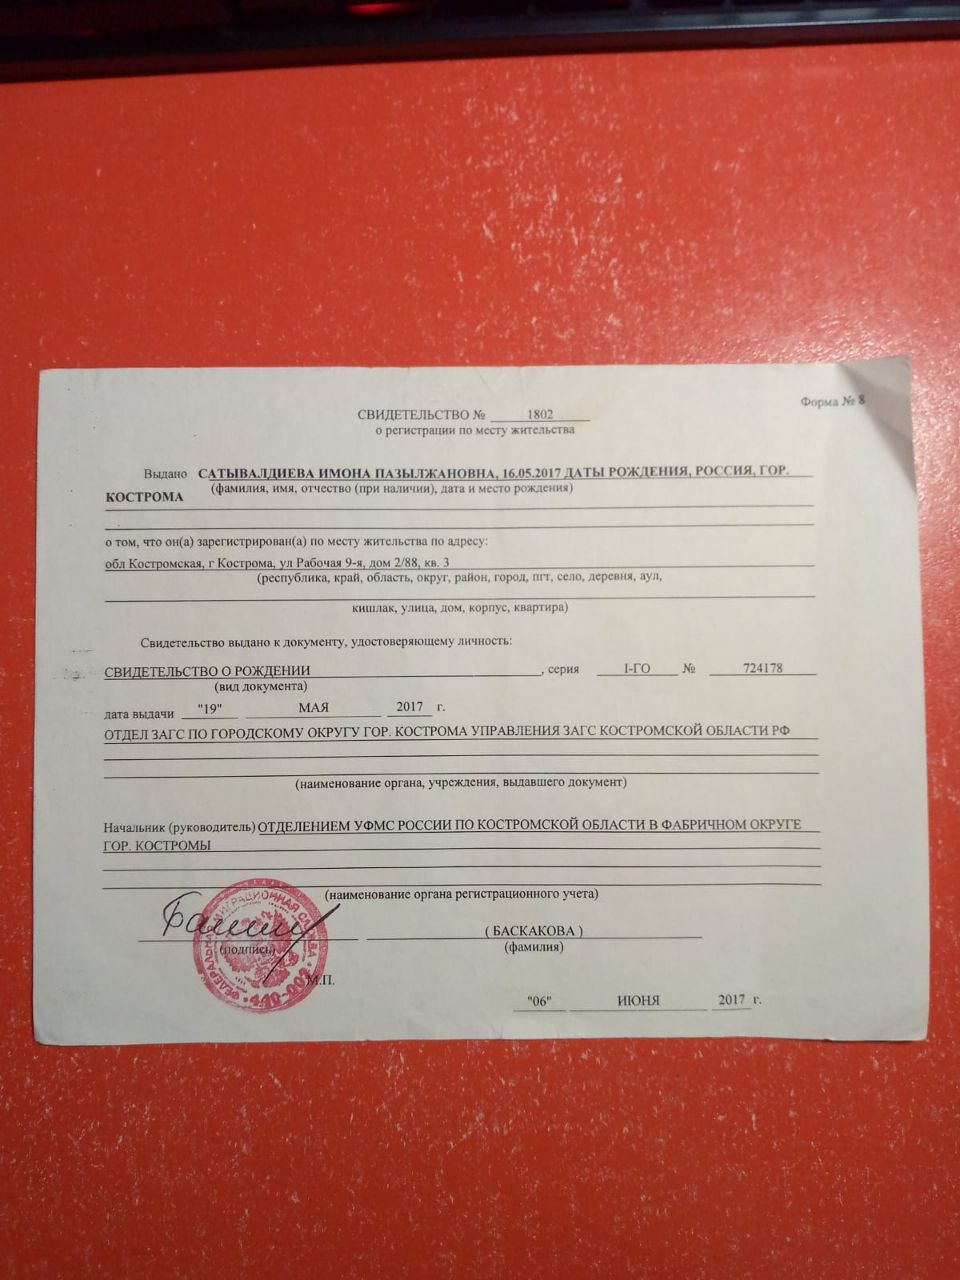 Форма № 8
СВИДЕТЕЛЬСТВО № 1802
о регистрации по месту жительства
Выдано САТЫВАЛДИЕВА ИМОНА ПАЗЫЛЖАНОВНА, 16.05.2017 ДАТЫ РОЖДЕНИЯ, РОССИЯ, ГОР.
КОСТРОМА (фамилия, имя, отчество (при наличии), дата и место рождения)
о том, что он(а) зарегистрирован(а) по месту жительства по адресу:
обл Костромская, г Кострома, ул Рабочая 9-я, дом 2/88, кв. 3
(республика, край, область, округ, район, город, пгт, село, деревня, аул,
кишлак, улица, дом, корпус, квартира)
Свидетельство выдано к документу, удостоверяющему личность:
СВИДЕТЕЛЬСТВО О РОЖДЕНИИ , серия I-ГО № 724178
(вид документа)
дата выдачи "19" МАЯ 2017 г.
ОТДЕЛ ЗАГС ПО ГОРОДСКОМУ ОКРУГУ ГОР. КОСТРОМА УПРАВЛЕНИЯ ЗАГС КОСТРОМСКОЙ ОБЛАСТИ РФ
(наименование органа, учреждения, выдавшего документ)
Начальник (руководитель) ОТДЕЛЕНИЕМ УФМС РОССИИ ПО КОСТРОМСКОЙ ОБЛАСТИ В ФАБРИЧНОМ ОКРУГЕ
ГОР. КОСТРОМЫ
(наименование органа регистрационного учета)
( БАСКАКОВА )
(подпись) (фамилия)
М.П.
ФЕДЕРАЛЬНАЯ МИГРАЦИОННАЯ СЛУЖБА
440-002
"06" ИЮНЯ 2017 г.